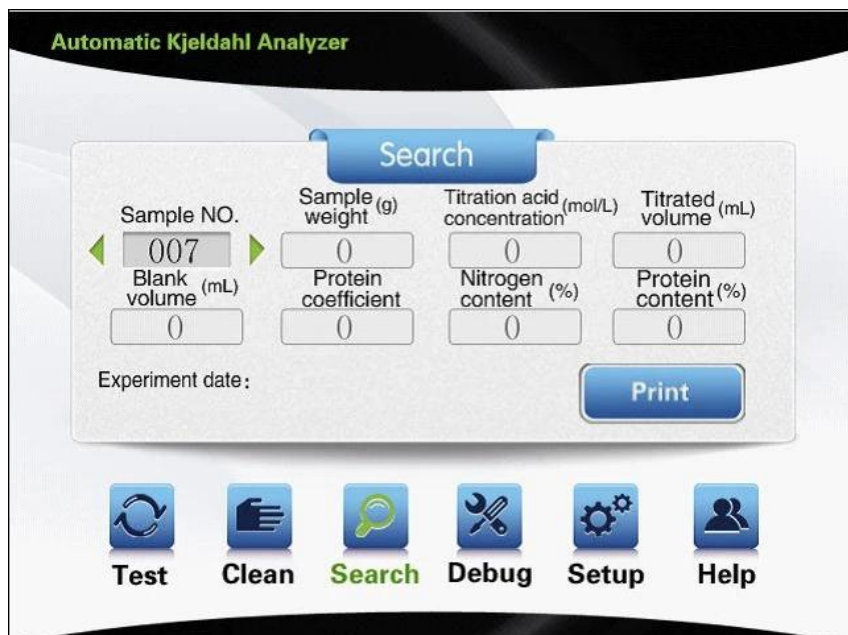 Automatic Kjeldahl Analyzer
Search
Sample NO.
007
Sample weight (g)
0
Titration acid concentration (mol/L)
0
Titrated volume (mL)
0
Blank volume (mL)
0
Protein coefficient
0
Nitrogen content (%)
0
Protein content (%)
0
Experiment date:
Print
Test
Clean
Search
Debug
Setup
Help